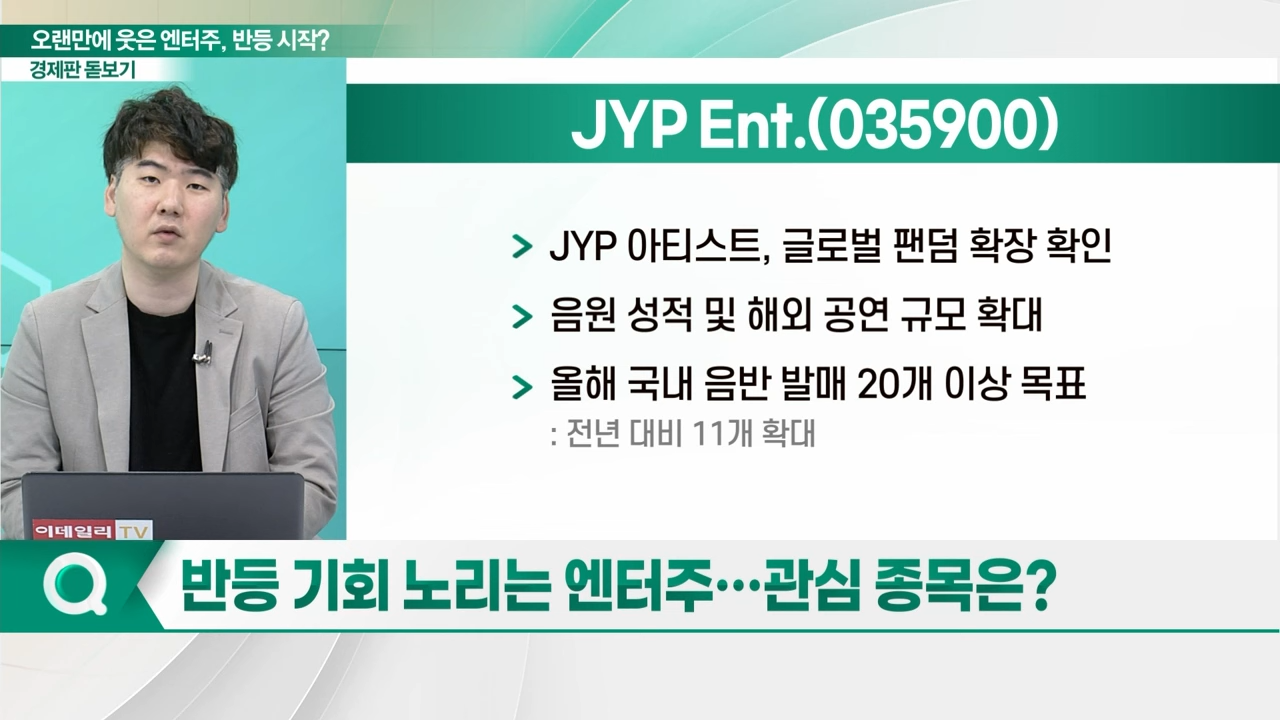 오랜만에 웃은 엔터주, 반등 시작?
경제판 돋보기
JYP Ent.(035900)
JYP 아티스트, 글로벌 팬덤 확장 확인
음원 성적 및 해외 공연 규모 확대
올해 국내 음반 발매 20개 이상 목표
: 전년 대비 11개 확대
이데일리 TV
반등 기회 노리는 엔터주…관심 종목은?